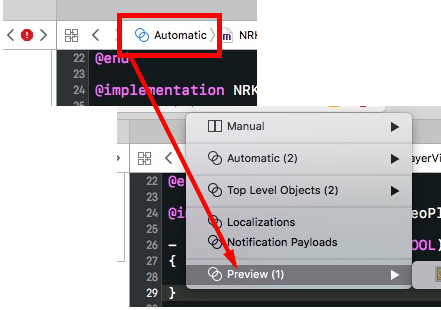 Automatic
m NRK
22 @end
23
24 @implementation NRK
25
Manual
Automatic (2)
ayerVi
22 @e
Top Level Objects (2)
23
24 @i
eoPl
25
Localizations
26 –
OOL)
Notification Payloads
27 {
28
Preview (1)
29 }